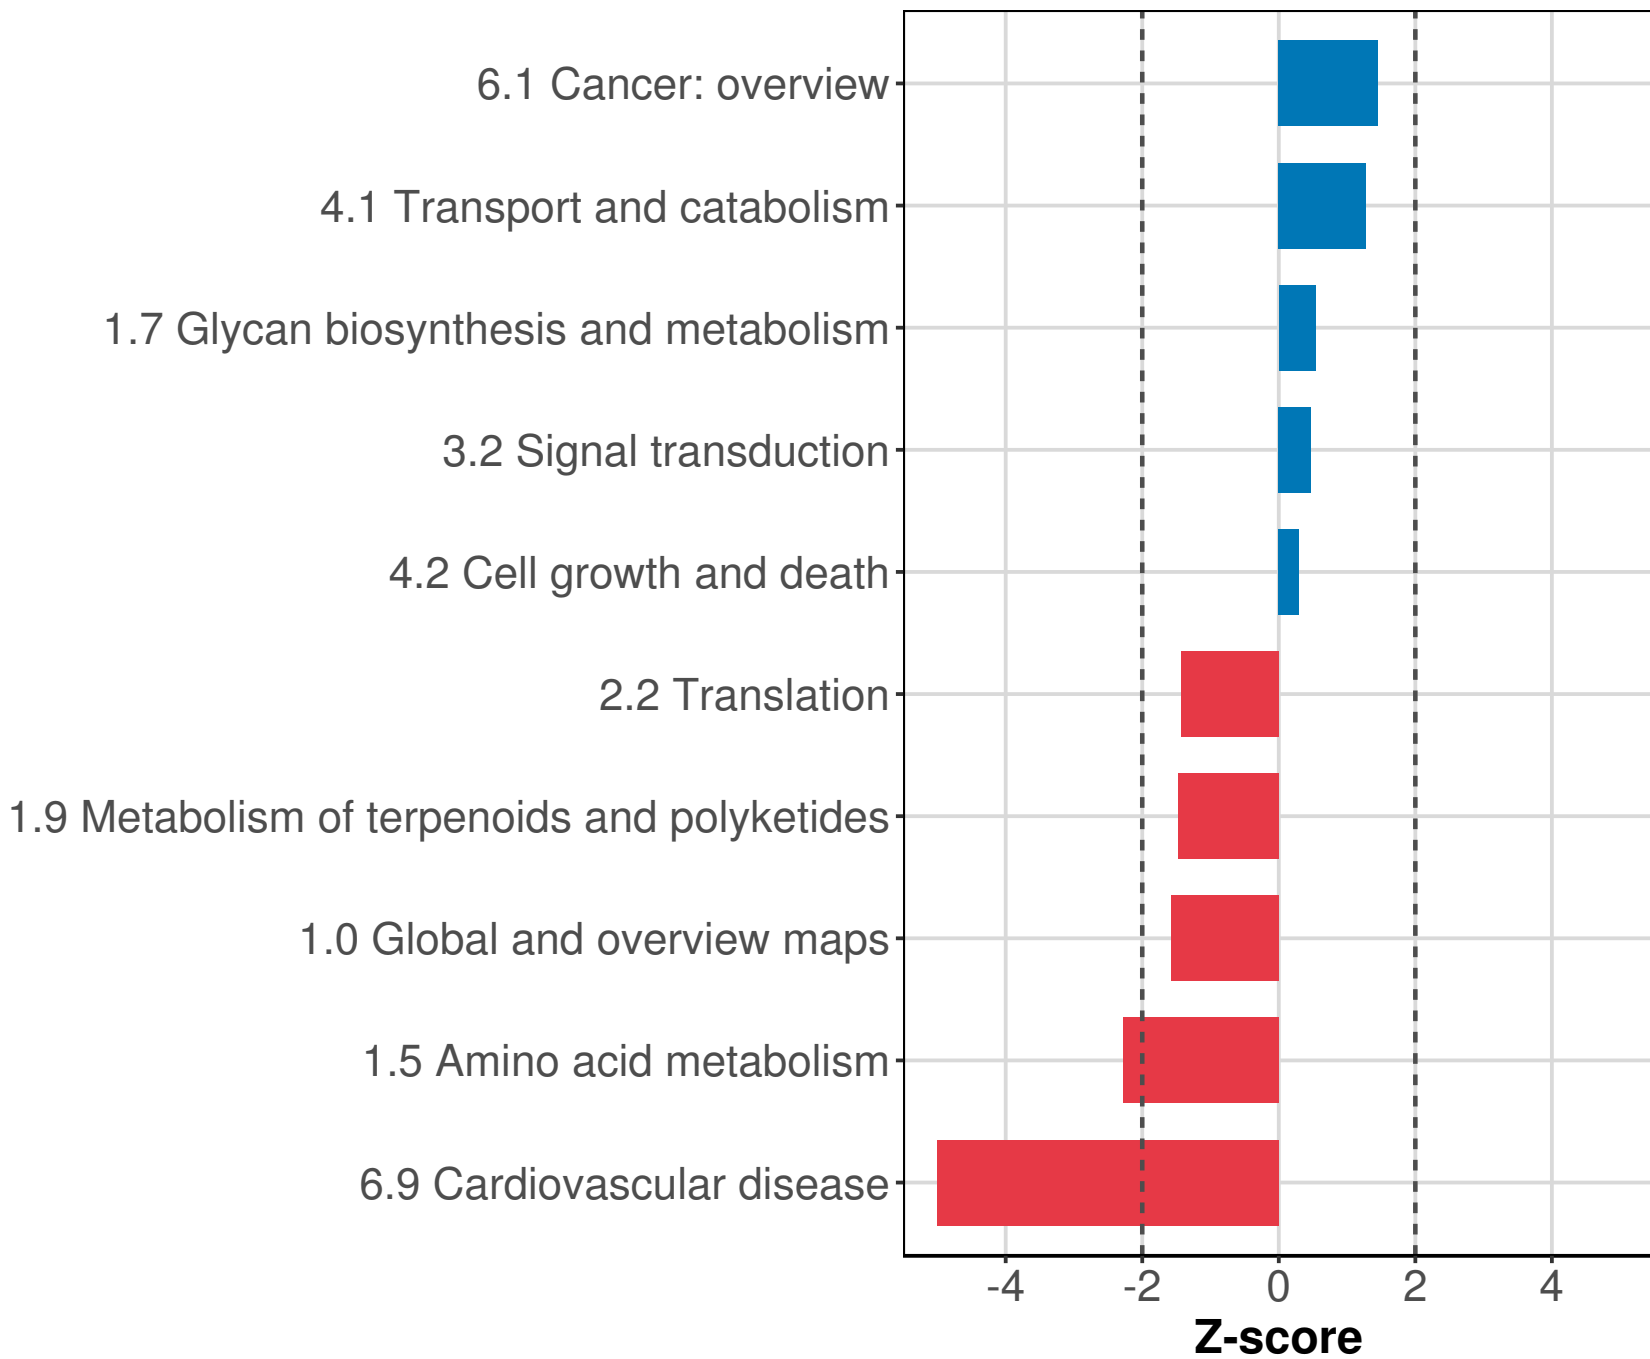 6.1 Cancer: overview
4.1 Transport and catabolism
1.7 Glycan biosynthesis and metabolism
3.2 Signal transduction
4.2 Cell growth and death
2.2 Translation
1.9 Metabolism of terpenoids and polyketides
1.0 Global and overview maps
1.5 Amino acid metabolism
6.9 Cardiovascular disease
-4 -2 0 2 4
Z-score